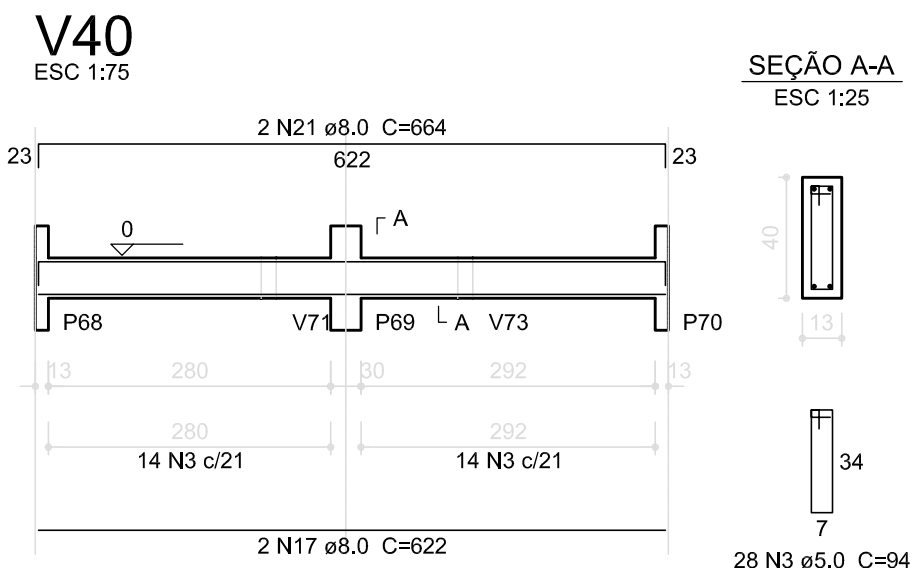 V40
ESC 1:75
SEÇÃO A-A
ESC 1:25
2 N21 ø8.0 C=664
23
622
23
0
A
40
P68
V71
P69
A
V73
P70
13
13
280
30
292
13
280
292
14 N3 c/21
14 N3 c/21
34
7
2 N17 ø8.0 C=622
28 N3 ø5.0 C=94